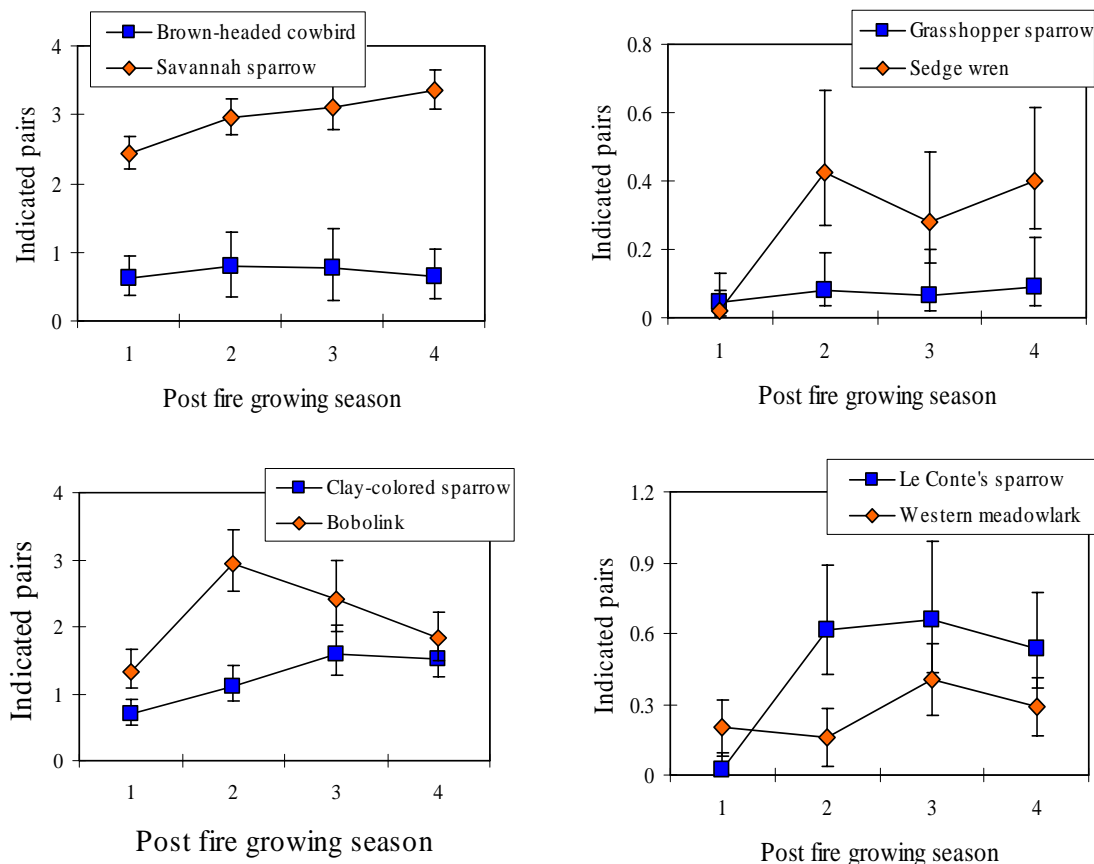 Brown-headed cowbird
Savannah sparrow
4
3
2
1
0
Indicated pairs
1 2 3 4
Post fire growing season
Grasshopper sparrow
Sedge wren
0.8
0.6
0.4
0.2
0
Indicated pairs
1 2 3 4
Post fire growing season
Clay-colored sparrow
Bobolink
4
3
2
1
0
Indicated pairs
1 2 3 4
Post fire growing season
Le Conte's sparrow
Western meadowlark
1.2
0.9
0.6
0.3
0
Indicated pairs
1 2 3 4
Post fire growing season